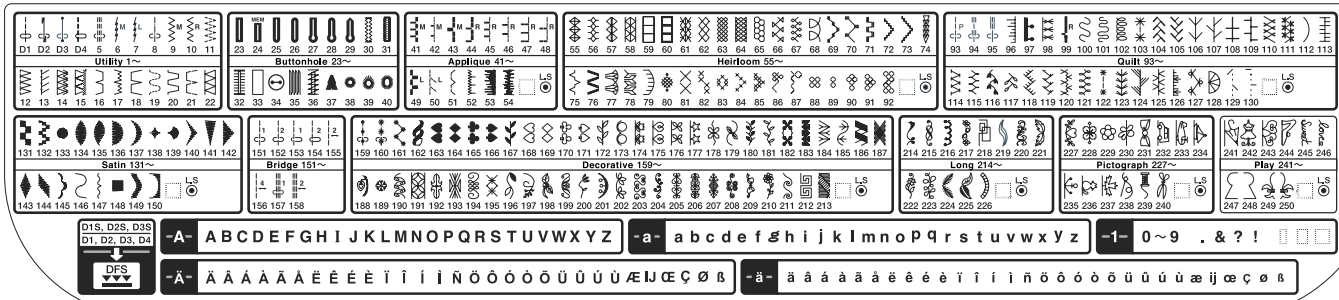 D1 D2 D3 D4 5 6 7 8 9 10 11
Utility 1~
12 13 14 15 16 17 18 19 20 21 22
MEM
23 24 25 26 27 28 29 30 31
Buttonhole 23~
32 33 34 35 36 37 38 39 40
41 42 43 44 45 46 47 48
Applique 41~
49 50 51 52 53 54 LS
55 56 57 58 59 60 61 62 63 64 65 66 67 68 69 70 71 72 73 74
Heirloom 55~
75 76 77 78 79 80 81 82 83 84 85 86 87 88 89 90 91 92 LS
93 94 95 96 97 98 99 100 101 102 103 104 105 106 107 108 109 110 111 112 113
Quilt 93~
114 115 116 117 118 119 120 121 122 123 124 125 126 127 128 129 130 LS
131 132 133 134 135 136 137 138 139 140 141 142
Satin 131~
143 144 145 146 147 148 149 150 LS
151 152 153 154 155
Bridge 151~
156 157 158
159 160 161 162 163 164 165 166 167 168 169 170 171 172 173 174 175 176 177 178 179 180 181 182 183 184 185 186 187
Decorative 159~
188 189 190 191 192 193 194 195 196 197 198 199 200 201 202 203 204 205 206 207 208 209 210 211 212 213 LS
214 215 216 217 218 219 220 221
Long 214~
222 223 224 225 226 LS
227 228 229 230 231 232 233 234
Pictograph 227~
235 236 237 238 239 240 LS
241 242 243 244 245 246
Play 241~
247 248 249 250 LS
D1S, D2S, D3S
D1, D2, D3, D4
DFS
-A- A B C D E F G H I J K L M N O P Q R S T U V W X Y Z
-a- a b c d e f g h i j k l m n o p q r s t u v w x y z
-1- 0~9 . & ? !
-Ä- Ä Â Á À Ã Å Ë Ê É È Ï Î Í Ì Ñ Ö Ô Ó Ò Õ Ü Û Ú Ù Æ IJ Œ Ç Ø ß
-ä- ä â á à ã å ë ê é è ï î í ì ñ ö ô ó ò õ ü û ú ù æ ij œ ç ø ß